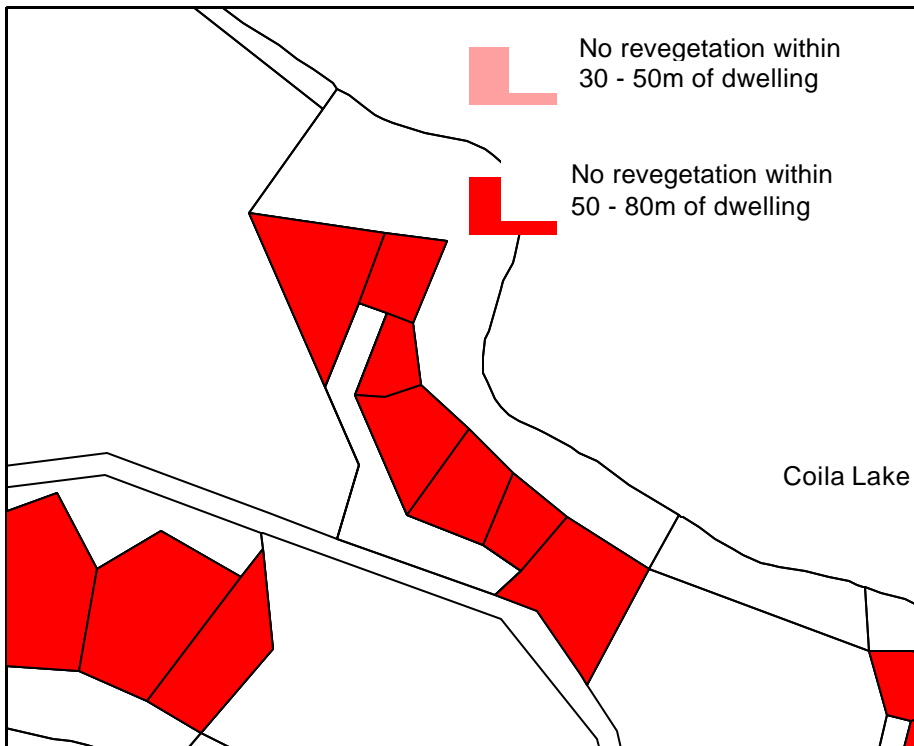 No revegetation within
30 - 50m of dwelling
No revegetation within
50 - 80m of dwelling
Coila Lake